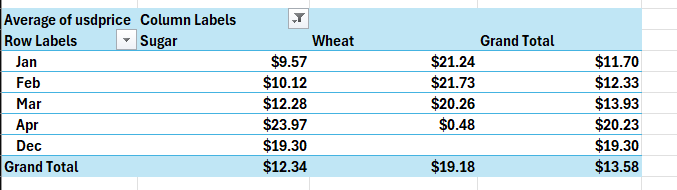 Average of usdprice Column Labels
Row Labels Sugar Wheat Grand Total
Jan $9.57 $21.24 $11.70
Feb $10.12 $21.73 $12.33
Mar $12.28 $20.26 $13.93
Apr $23.97 $0.48 $20.23
Dec $19.30 $19.30
Grand Total $12.34 $19.18 $13.58